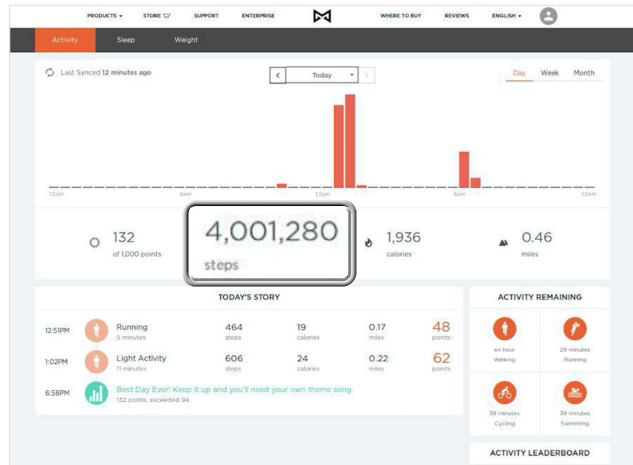 PRODUCTS STORE SUPPORT ENTERPRISE WHERE TO BUY REVIEWS ENGLISH
Activity Sleep Weight
Last Synced 12 minutes ago
Today
Day Week Month
12am 6am 12pm 6pm 12am
132
of 1,000 points
4,001,280
steps
1,936
calories
0.46
miles
TODAY'S STORY
12:51PM
Running
5 minutes
464
steps
19
calories
0.17
miles
48
points
1:02PM
Light Activity
11 minutes
606
steps
24
calories
0.22
miles
62
points
6:58PM
Best Day Ever! Keep it up and you'll need your own theme song.
132 points, exceeded 94.
ACTIVITY REMAINING
an hour
Walking
29 minutes
Running
39 minutes
Cycling
39 minutes
Swimming
ACTIVITY LEADERBOARD